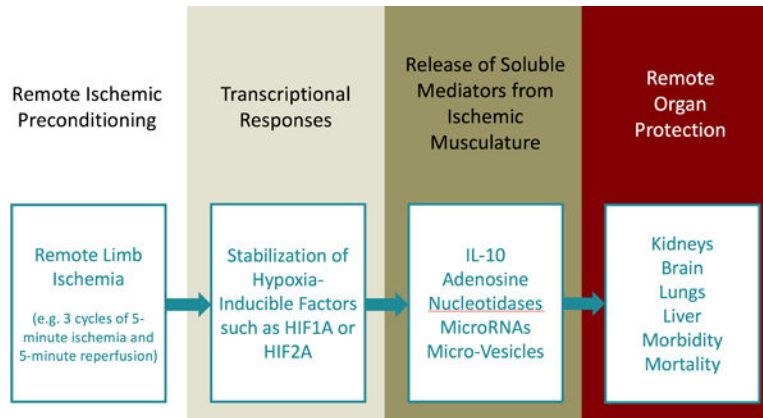 Remote Ischemic
Preconditioning
Transcriptional
Responses
Release of Soluble
Mediators from
Ischemic
Musculature
Remote
Organ
Protection
Remote Limb
Ischemia
(e.g. 3 cycles of 5-
minute ischemia and
5-minute reperfusion)
Stabilization of
Hypoxia-
Inducible Factors
such as HIF1A or
HIF2A
IL-10
Adenosine
Nucleotidases
MicroRNAs
Micro-Vesicles
Kidneys
Brain
Lungs
Liver
Morbidity
Mortality